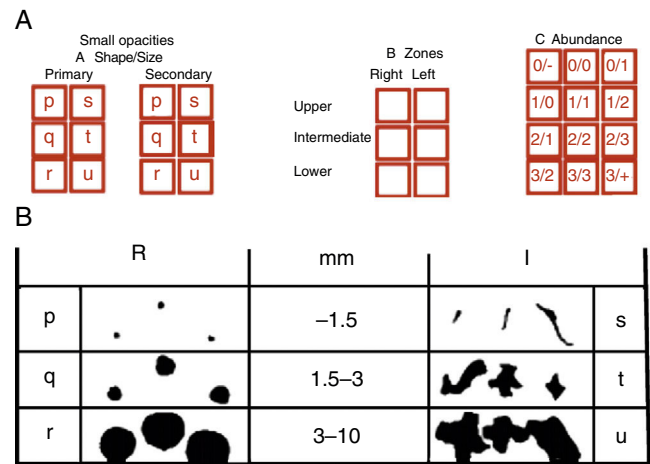 A
Small opacities
A Shape/Size
Primary Secondary
p s p s
q t q t
r u r u
B Zones
Right Left
Upper
Intermediate
Lower
C Abundance
0/- 0/0 0/1
1/0 1/1 1/2
2/1 2/2 2/3
3/2 3/3 3/+
B
R mm I
p –1.5 s
q 1.5–3 t
r 3–10 u